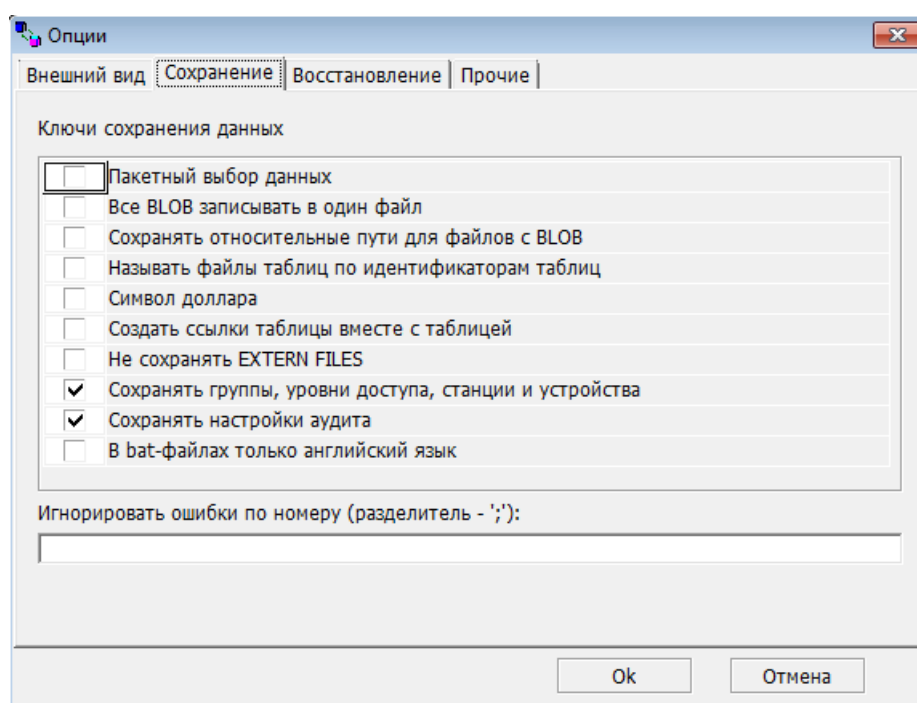 Опции
Внешний вид Сохранение Восстановление Прочие
Ключи сохранения данных
Пакетный выбор данных
Все BLOB записывать в один файл
Сохранять относительные пути для файлов с BLOB
Называть файлы таблиц по идентификаторам таблиц
Символ доллара
Создать ссылки таблицы вместе с таблицей
Не сохранять EXTERN FILES
Сохранять группы, уровни доступа, станции и устройства
Сохранять настройки аудита
В bat-файлах только английский язык
Игнорировать ошибки по номеру (разделитель - ';'):
Ok Отмена